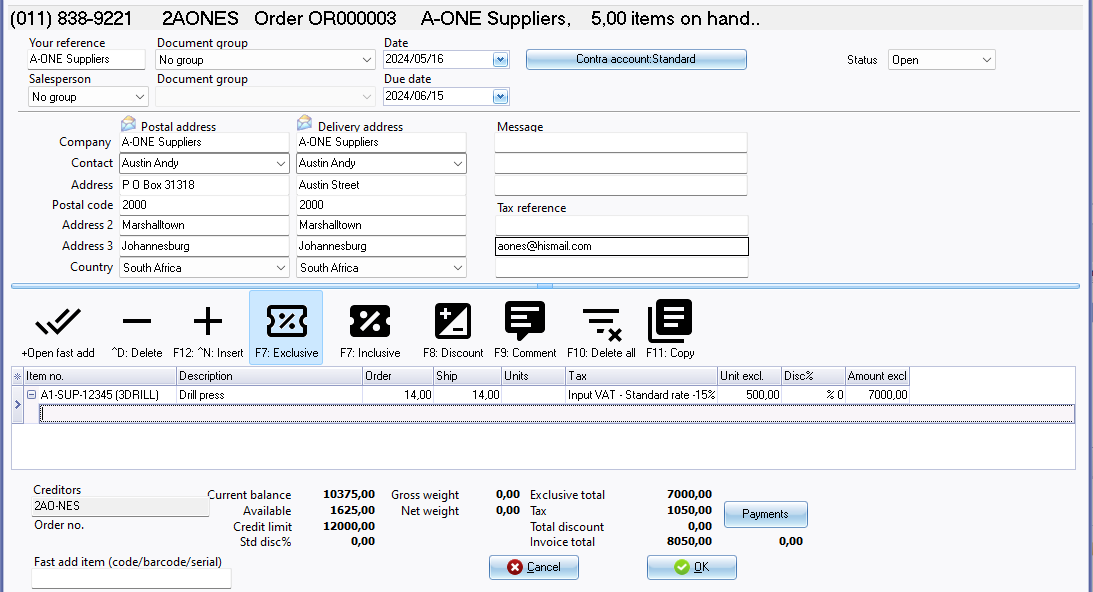 (011) 838-9221 2AONES Order OR000003 A-ONE Suppliers, 5,00 items on hand..
Your reference Document group Date
A-ONE Suppliers No group 2024/05/16 Contra account:Standard Status Open
Salesperson Document group Due date
No group 2024/06/15
Postal address Delivery address Message
Company A-ONE Suppliers A-ONE Suppliers
Contact Austin Andy Austin Andy
Address P O Box 31318 Austin Street
Postal code 2000 2000 Tax reference
Address 2 Marshalltown Marshalltown
Address 3 Johannesburg Johannesburg aones@hismail.com
Country South Africa South Africa
+Open fast add ^D: Delete F12: ^N: Insert F7: Exclusive F7: Inclusive F8: Discount F9: Comment F10: Delete all F11: Copy
Item no. Description Order Ship Units Tax Unit excl. Disc% Amount excl
A1-SUP-12345 (3DRILL) Drill press 14,00 14,00 Input VAT - Standard rate -15% 500,00 % 0 7000,00
Creditors Current balance 10375,00 Gross weight 0,00 Exclusive total 7000,00
2AO-NES Available 1625,00 Net weight 0,00 Tax 1050,00 Payments
Order no. Credit limit 12000,00 Total discount 0,00
Std disc% 0,00 Invoice total 8050,00 0,00
Fast add item (code/barcode/serial) Cancel OK